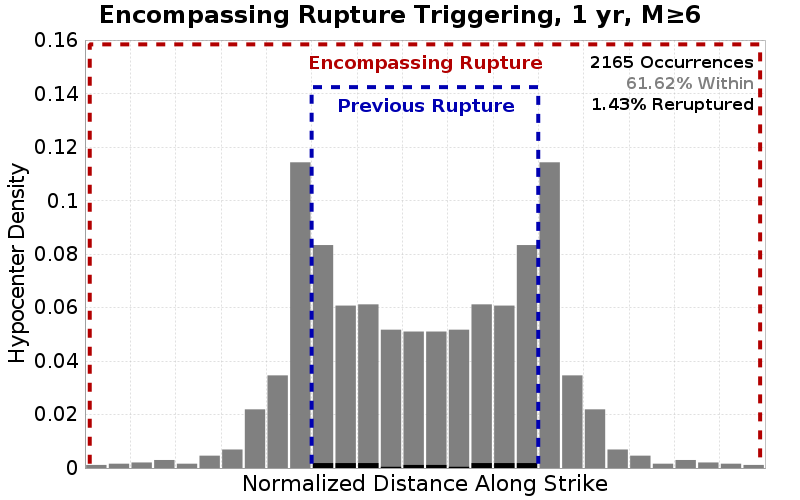 Encompassing Rupture Triggering, 1 yr, M≥6
Encompassing Rupture
2165 Occurrences
61.62% Within
Previous Rupture
1.43% Reruptured
Hypocenter Density
0.16
0.14
0.12
0.1
0.08
0.06
0.04
0.02
0
Normalized Distance Along Strike